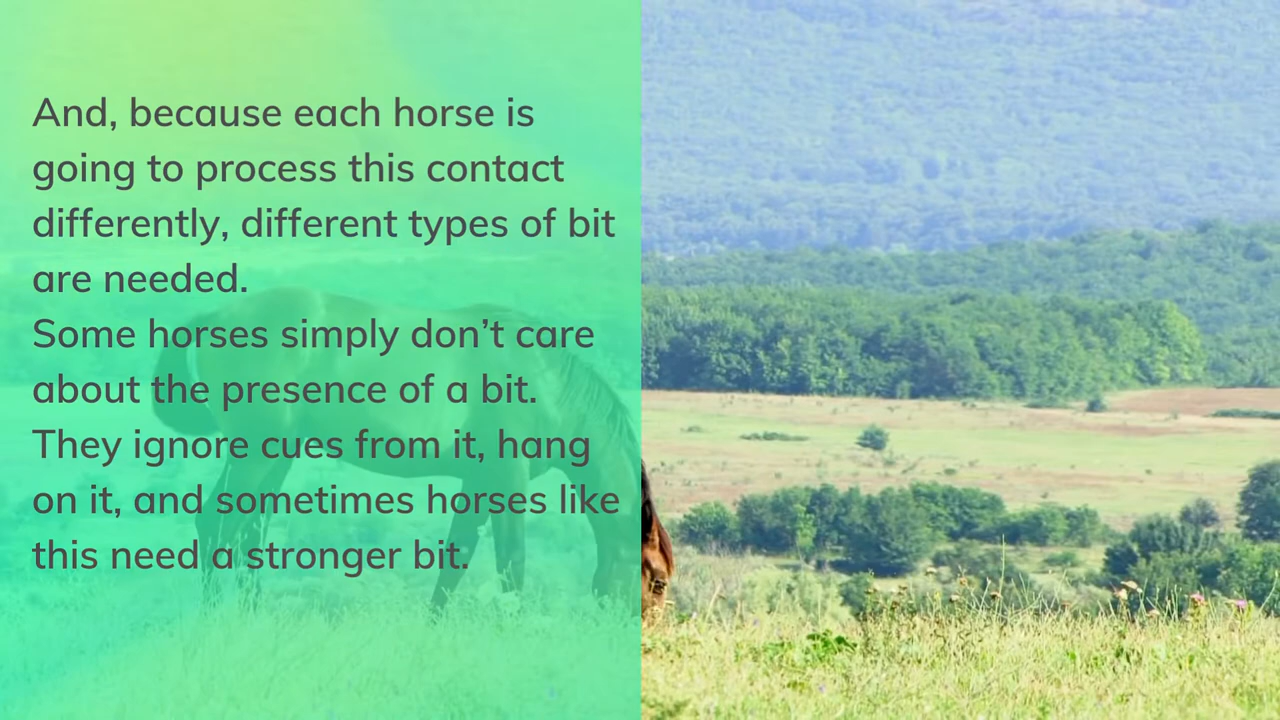 And, because each horse is
going to process this contact
differently, different types of bit
are needed.
Some horses simply don’t care
about the presence of a bit.
They ignore cues from it, hang
on it, and sometimes horses like
this need a stronger bit.